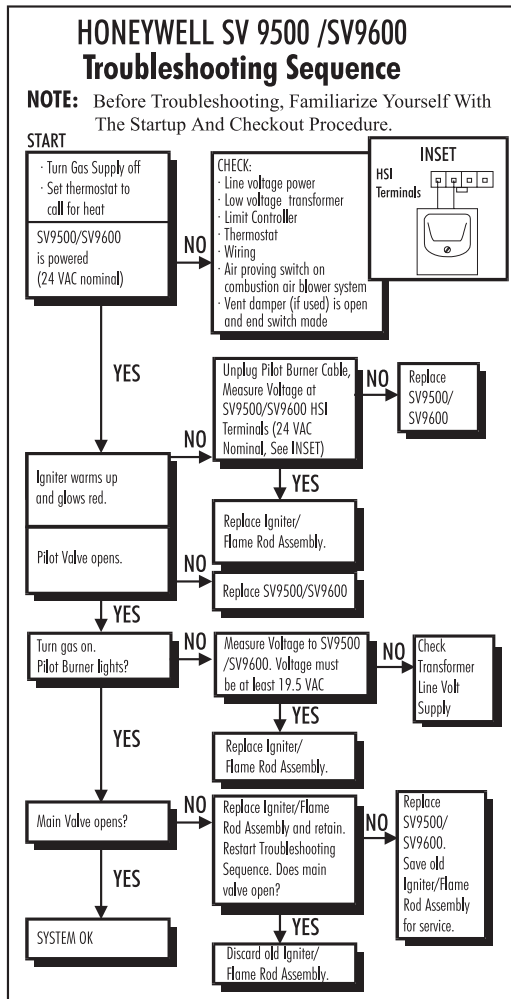 HONEYWELL SV 9500 /SV9600
Troubleshooting Sequence
NOTE: Before Troubleshooting, Familiarize Yourself With
The Startup And Checkout Procedure.
START
· Turn Gas Supply off
· Set thermostat to
call for heat
SV9500/SV9600
is powered
(24 VAC nominal)
NO
CHECK:
· Line voltage power
· Low voltage transformer
· Limit Controller
· Thermostat
· Wiring
· Air proving switch on
combustion air blower system
· Vent damper (if used) is open
and end switch made
INSET
HSI
Terminals
YES
Igniter warms up
and glows red.
NO
Unplug Pilot Burner Cable,
Measure Voltage at
SV9500/SV9600 HSI
Terminals (24 VAC
Nominal, See INSET)
NO
Replace
SV9500/
SV9600
YES
Replace Igniter/
Flame Rod Assembly.
Pilot Valve opens.
NO
Replace SV9500/SV9600
YES
Turn gas on.
Pilot Burner lights?
NO
Measure Voltage to SV9500
/SV9600. Voltage must
be at least 19.5 VAC
NO
Check
Transformer
Line Volt
Supply
YES
Replace Igniter/
Flame Rod Assembly.
YES
Main Valve opens?
NO
Replace Igniter/Flame
Rod Assembly and retain.
Restart Troubleshooting
Sequence. Does main
valve open?
NO
Replace
SV9500/
SV9600.
Save old
Igniter/Flame
Rod Assembly
for service.
YES
Discard old Igniter/
Flame Rod Assembly.
YES
SYSTEM OK